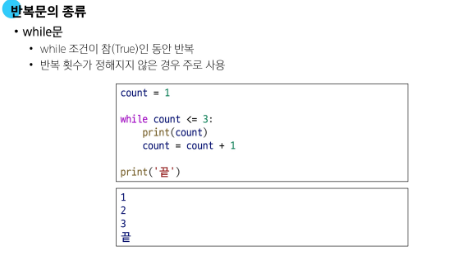 반복문의 종류
• while문
• while 조건이 참(True)인 동안 반복
• 반복 횟수가 정해지지 않은 경우 주로 사용
count = 1
while count <= 3:
    print(count)
    count = count + 1
print('끝')
1
2
3
끝